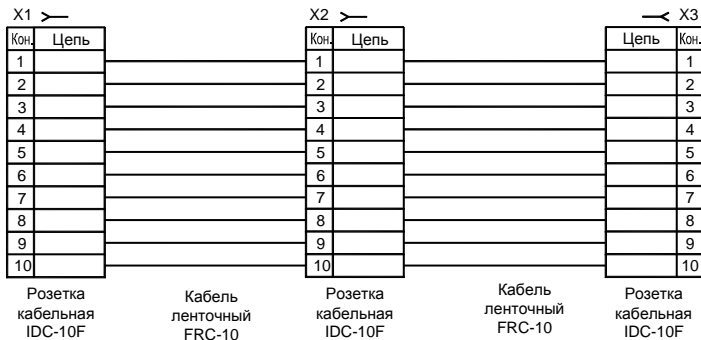 X1 X2 X3
Кон. Цепь Кон. Цепь Цепь Кон.
1 1 1
2 2 2
3 3 3
4 4 4
5 5 5
6 6 6
7 7 7
8 8 8
9 9 9
10 10 10
Розетка
кабельная
IDC-10F
Кабель
ленточный
FRC-10
Розетка
кабельная
IDC-10F
Кабель
ленточный
FRC-10
Розетка
кабельная
IDC-10F